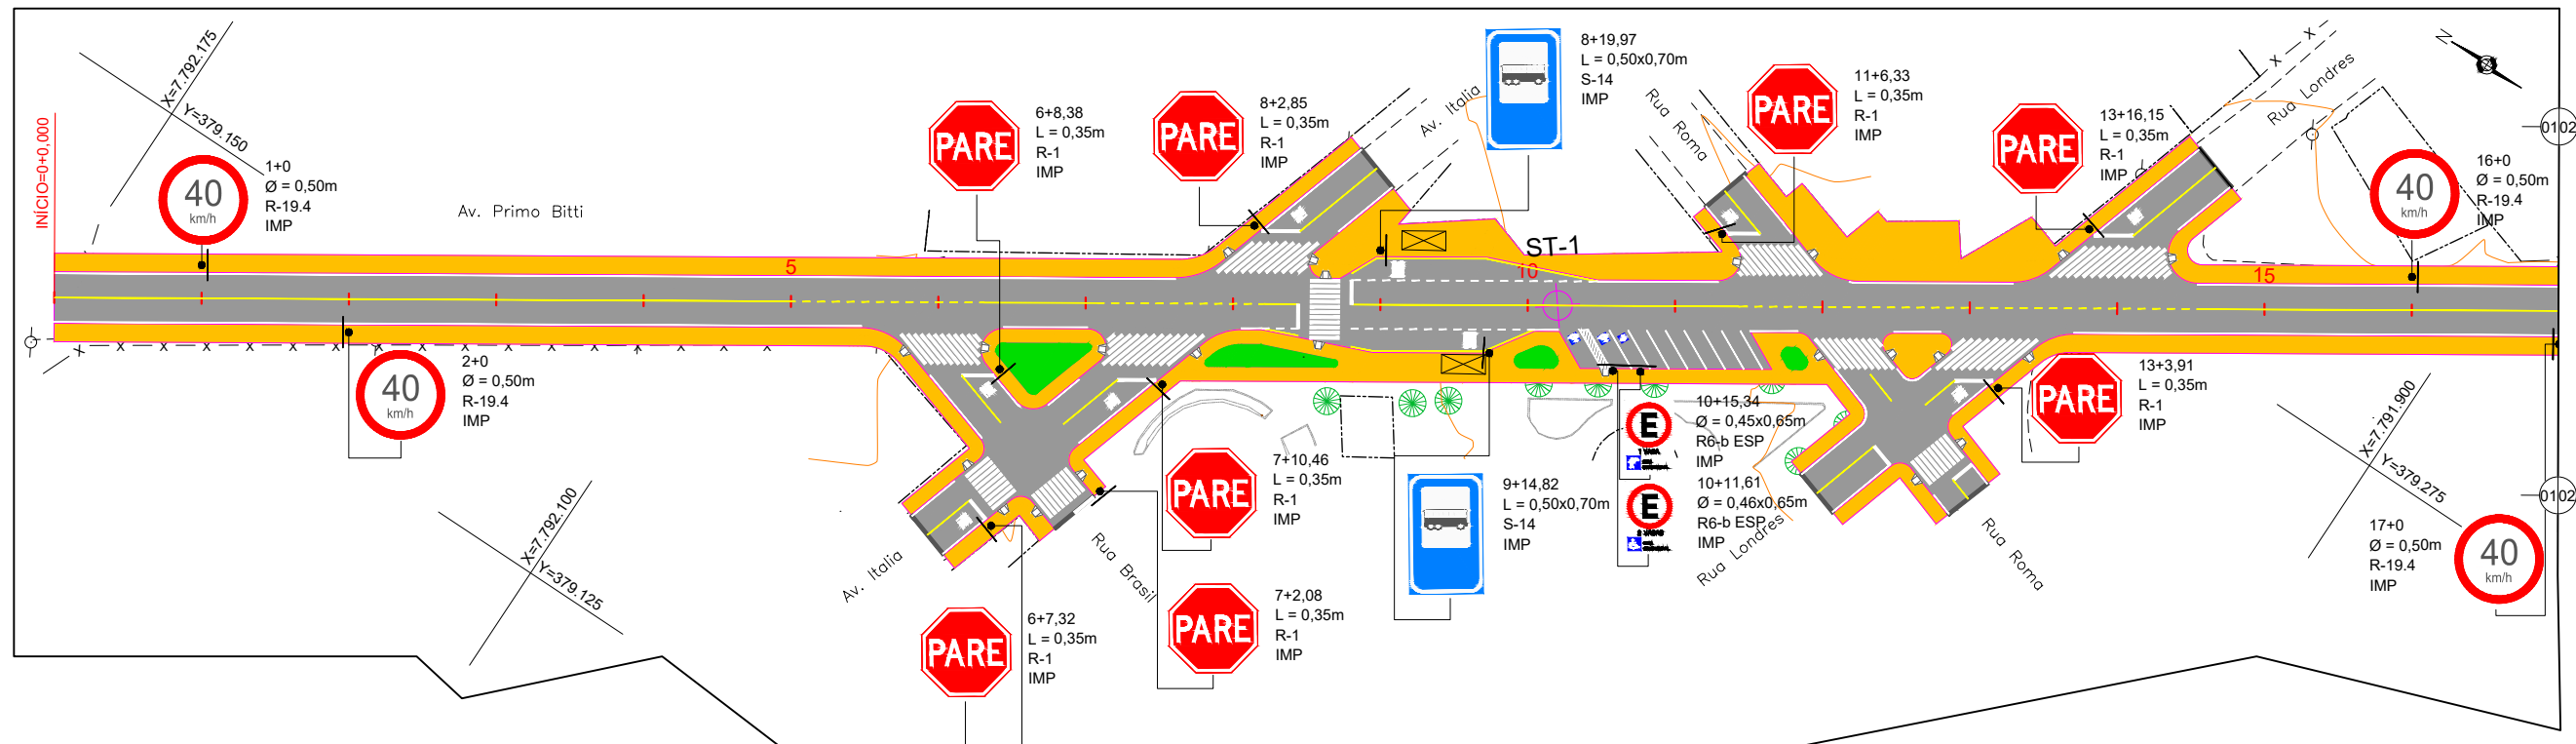 INÍCIO=0+0,000
X=7.792.175
Y=379.150
40
km/h
1+0
Ø = 0,50m
R-19.4
IMP
Av. Primo Bitti
5
40
km/h
2+0
Ø = 0,50m
R-19.4
IMP
X=7.792.100
Y=379.125
PARE
6+8,38
L = 0,35m
R-1
IMP
PARE
8+2,85
L = 0,35m
R-1
IMP
Av. Italia
8+19,97
L = 0,50x0,70m
S-14
IMP
ST-1
10
Rua Roma
PARE
11+6,33
L = 0,35m
R-1
IMP
PARE
13+16,15
L = 0,35m
R-1
IMP
Rua Londres
N
0102
40
km/h
16+0
Ø = 0,50m
R-19.4
IMP
15
Av. Italia
Rua Brasil
PARE
6+7,32
L = 0,35m
R-1
IMP
PARE
7+10,46
L = 0,35m
R-1
IMP
PARE
7+2,08
L = 0,35m
R-1
IMP
9+14,82
L = 0,50x0,70m
S-14
IMP
E
1 VAGA
10+15,34
Ø = 0,45x0,65m
R6-b ESP
IMP
E
2 VAGAS
10+11,61
Ø = 0,46x0,65m
R6-b ESP
IMP
Rua Londres
Rua Roma
PARE
13+3,91
L = 0,35m
R-1
IMP
X=7.791.900
Y=379.275
0102
17+0
Ø = 0,50m
R-19.4
IMP
40
km/h